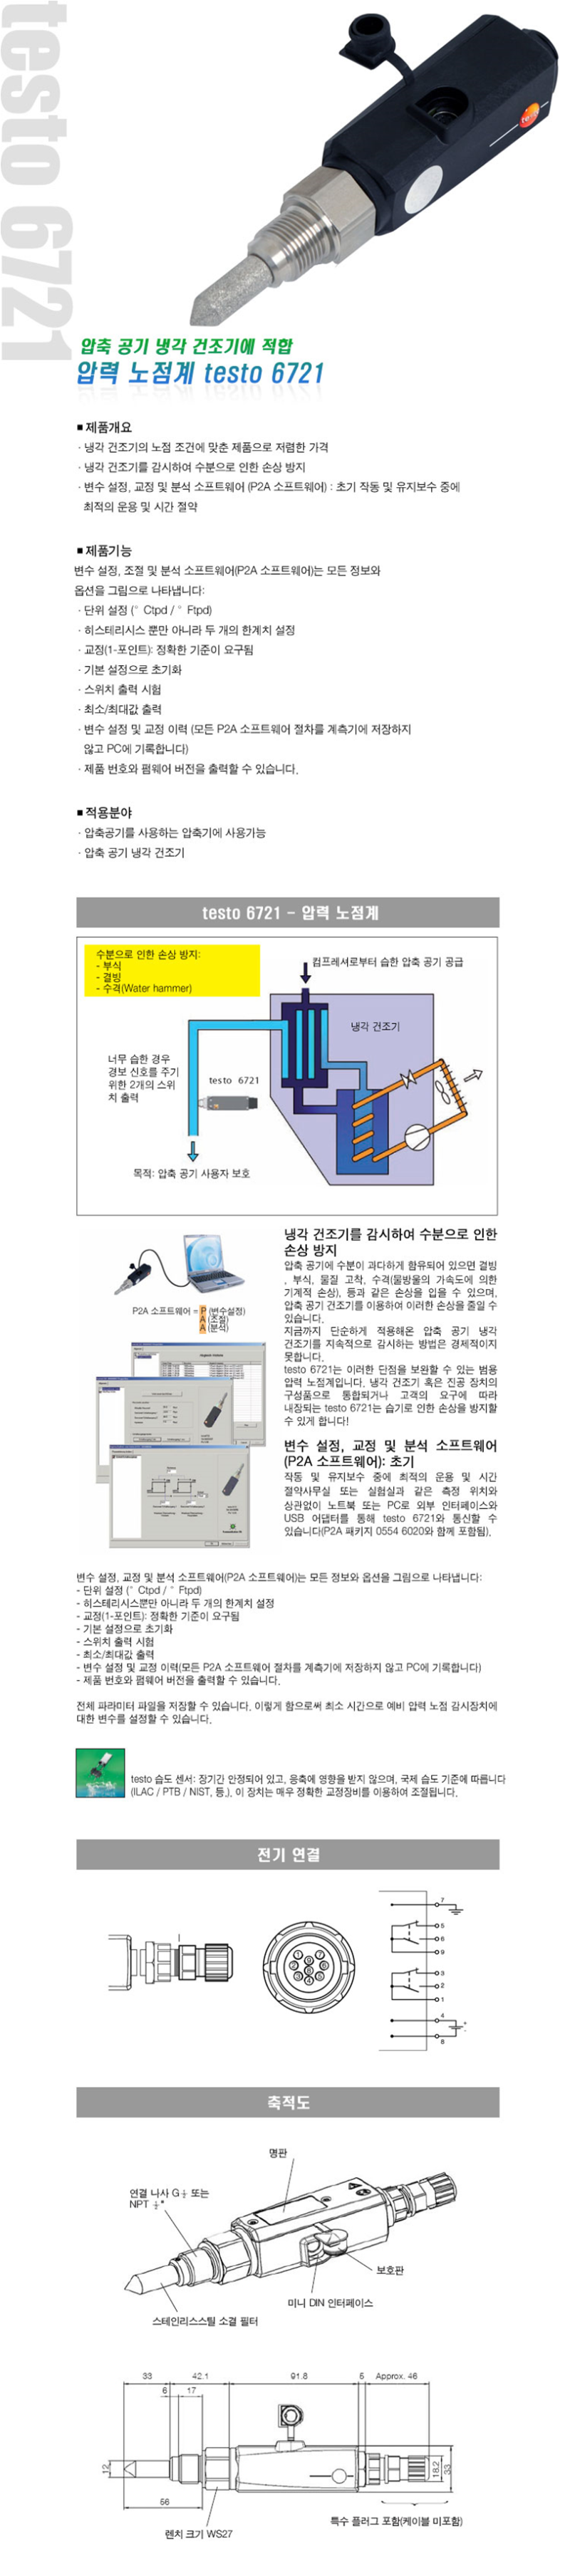 testo 6721
testo
압축 공기 냉각 건조기에 적합
압력 노점계 testo 6721
■ 제품개요
· 냉각 건조기의 노점 조건에 맞춘 제품으로 저렴한 가격
· 냉각 건조기를 감시하여 수분으로 인한 손상 방지
· 변수 설정, 교정 및 분석 소프트웨어 (P2A 소프트웨어) : 초기 작동 및 유지보수 중에
최적의 운용 및 시간 절약
■ 제품기능
변수 설정, 조절 및 분석 소프트웨어(P2A 소프트웨어)는 모든 정보와
옵션을 그림으로 나타냅니다:
· 단위 설정 (° Ctpd / ° Ftpd)
· 히스테리시스 뿐만 아니라 두 개의 한계치 설정
· 교정(1-포인트): 정확한 기준이 요구됨
· 기본 설정으로 초기화
· 스위치 출력 시험
· 최소/최대값 출력
· 변수 설정 및 교정 이력 (모든 P2A 소프트웨어 절차를 계측기에 저장하지
않고 PC에 기록합니다)
· 제품 번호와 펌웨어 버전을 출력할 수 있습니다.
■ 적용분야
· 압축공기를 사용하는 압축기에 사용가능
· 압축 공기 냉각 건조기
testo 6721 - 압력 노점계
수분으로 인한 손상 방지:
- 부식
- 결빙
- 수격(Water hammer)
컴프레셔로부터 습한 압축 공기 공급
냉각 건조기
너무 습한 경우
경보 신호를 주기
위한 2개의 스위
치 출력
testo 6721
목적: 압축 공기 사용자 보호
P2A 소프트웨어 = P (변수설정)
A (조절)
A (분석)
냉각 건조기를 감시하여 수분으로 인한
손상 방지
압축 공기에 수분이 과다하게 함유되어 있으면 결빙
, 부식, 물질 고착, 수격(물방울의 가속도에 의한
기계적 손상), 등과 같은 손상을 입을 수 있으며,
압축 공기 건조기를 이용하여 이러한 손상을 줄일 수
있습니다.
지금까지 단순하게 적용해온 압축 공기 냉각
건조기를 지속적으로 감시하는 방법은 경제적이지
못합니다.
testo 6721는 이러한 단점을 보완할 수 있는 범용
압력 노점계입니다. 냉각 건조기 혹은 진공 장치의
구성품으로 통합되거나 고객의 요구에 따라
내장되는 testo 6721는 습기로 인한 손상을 방지할
수 있게 합니다!
변수 설정, 교정 및 분석 소프트웨어
(P2A 소프트웨어): 초기
작동 및 유지보수 중에 최적의 운용 및 시간
절약사무실 또는 실험실과 같은 측정 위치와
상관없이 노트북 또는 PC로 외부 인터페이스와
USB 어댑터를 통해 testo 6721와 통신할 수
있습니다(P2A 패키지 0554 6020와 함께 포함됨).
변수 설정, 교정 및 분석 소프트웨어(P2A 소프트웨어)는 모든 정보와 옵션을 그림으로 나타냅니다:
- 단위 설정 (° Ctpd / ° Ftpd)
- 히스테리시스뿐만 아니라 두 개의 한계치 설정
- 교정(1-포인트): 정확한 기준이 요구됨
- 기본 설정으로 초기화
- 스위치 출력 시험
- 최소/최대값 출력
- 변수 설정 및 교정 이력(모든 P2A 소프트웨어 절차를 계측기에 저장하지 않고 PC에 기록합니다)
- 제품 번호와 펌웨어 버전을 출력할 수 있습니다.
전체 파라미터 파일을 저장할 수 있습니다. 이렇게 함으로써 최소 시간으로 예비 압력 노점 감시장치에
대한 변수를 설정할 수 있습니다.
testo 습도 센서: 장기간 안정되어 있고, 응축에 영향을 받지 않으며, 국제 습도 기준에 따릅니다
(ILAC / PTB / NIST, 등.). 이 장치는 매우 정확한 교정장비를 이용하여 조절됩니다.
전기 연결
7
5
6
9
3
2
1
4
8
축적도
명판
연결 나사 G ½ 또는
NPT ½"
보호판
미니 DIN 인터페이스
스테인리스스틸 소결 필터
33 42.1 91.8 5 Approx. 46
6 17
12
18.2
33
56
렌치 크기 WS27
특수 플러그 포함(케이블 미포함)